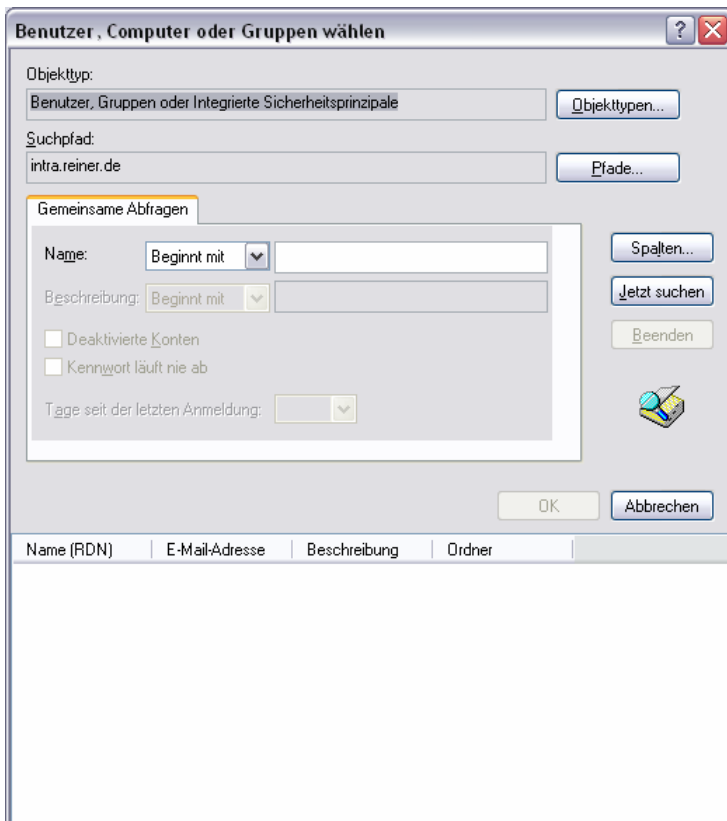 Benutzer, Computer oder Gruppen wählen
Objekttyp:
Benutzer, Gruppen oder Integrierte Sicherheitsprinzipale
Objekttypen...
Suchpfad:
intra.reiner.de
Pfade...
Gemeinsame Abfragen
Name:
Beginnt mit
Spalten...
Beschreibung:
Beginnt mit
Jetzt suchen
Deaktivierte Konten
Beenden
Kennwort läuft nie ab
Tage seit der letzten Anmeldung:
OK
Abbrechen
Name (RDN)
E-Mail-Adresse
Beschreibung
Ordner